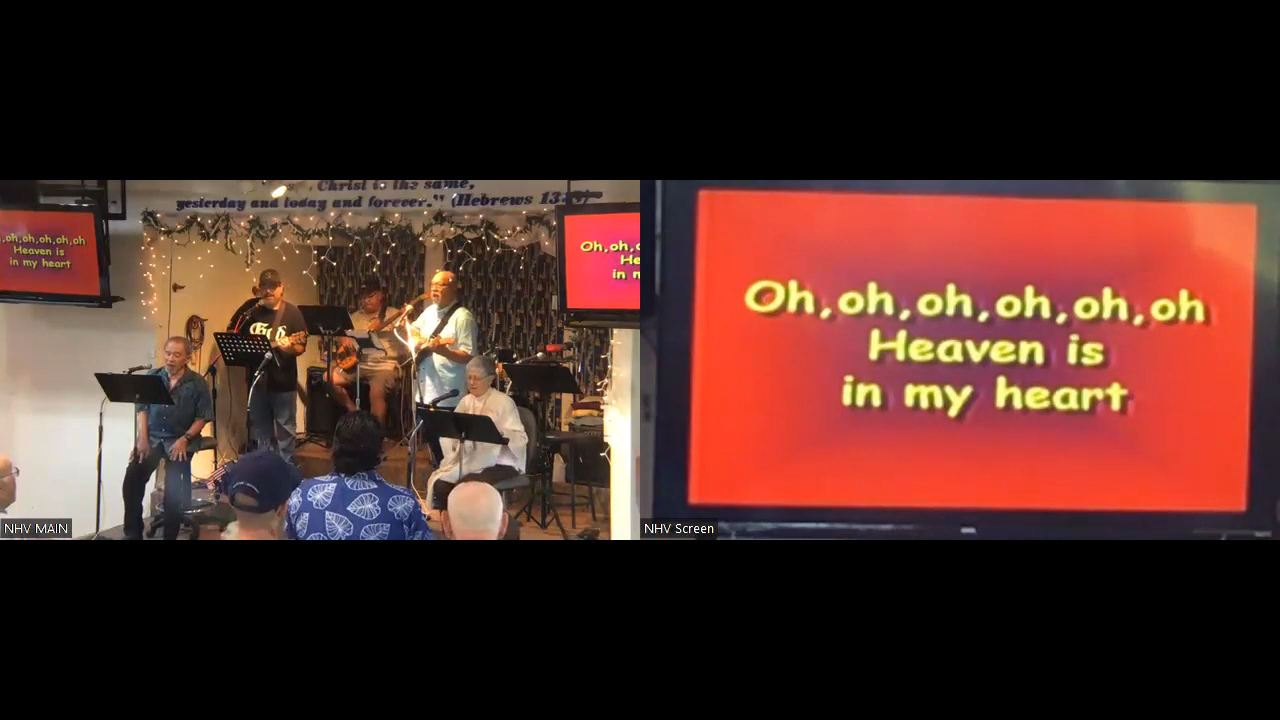 Christ is the same,
yesterday and today and forever." (Hebrews 13:8)
oh,oh,oh,oh,oh
Heaven is
in my heart
Oh,oh,
in
God
NHV MAIN
Oh,oh,oh,oh,oh,oh
Heaven is
in my heart
NHV Screen